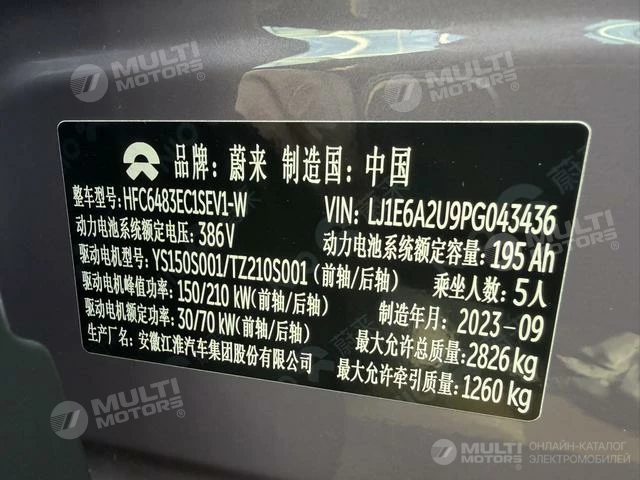 MULTI MOTORS®
MULTI MOTORS®
NIO
品牌: 蔚来 制造国: 中国
整车型号: HFC6483EC1SEV1-W
VIN: LJ1E6A2U9PG043436
动力电池系统额定电压: 386V
动力电池系统额定容量: 195 Ah
驱动电机型号: YS150S001/TZ210S001 (前轴/后轴)
乘坐人数: 5人
驱动电机峰值功率: 150/210 kW(前轴/后轴)
制造年月: 2023-09
驱动电机额定功率: 30/70 kW(前轴/后轴)
最大允许总质量: 2826 kg
生产厂名: 安徽江淮汽车集团股份有限公司
最大允许牵引质量: 1260 kg
MULTI MOTORS®
MULTI MOTORS®
ОНЛАЙН-КАТАЛОГ
ЭЛЕКТРОМОБИЛЕЙ